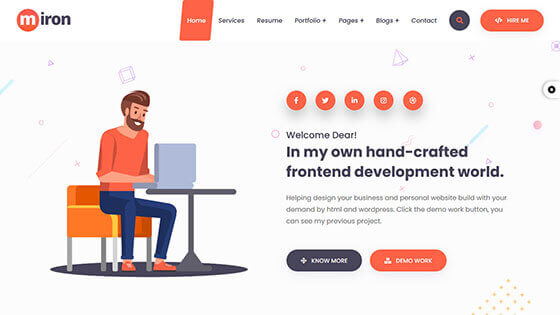 miron
Home Services Resume Portfolio + Pages + Blogs + Contact HIRE ME
Welcome Dear!
In my own hand-crafted
frontend development world.
Helping design your business and personal website build with your
demand by html and wordpress. Click the demo work button, you
can see my previous project.
KNOW MORE DEMO WORK